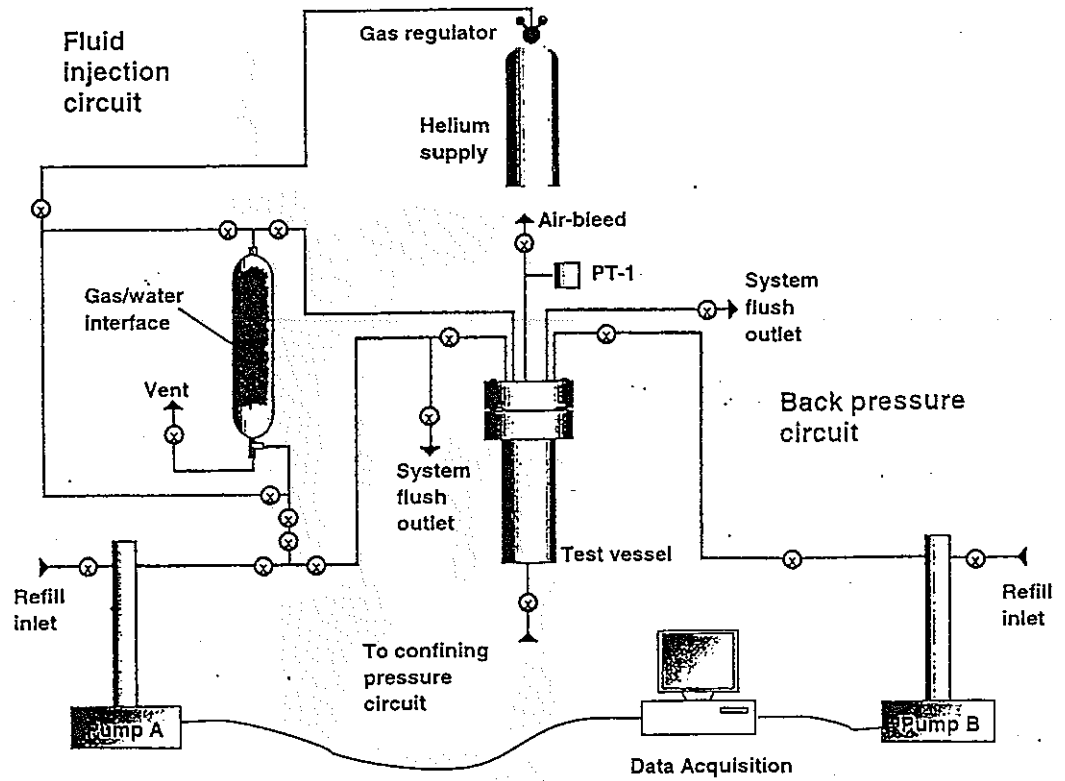 Fluid
injection
circuit
Gas regulator
Helium
supply
Air-bleed
PT-1
System
flush
outlet
Gas/water
interface
Vent
Back pressure
circuit
System
flush
outlet
Test vessel
Refill
inlet
Refill
inlet
To confining
pressure
circuit
Pump A
Pump B
Data Acquisition